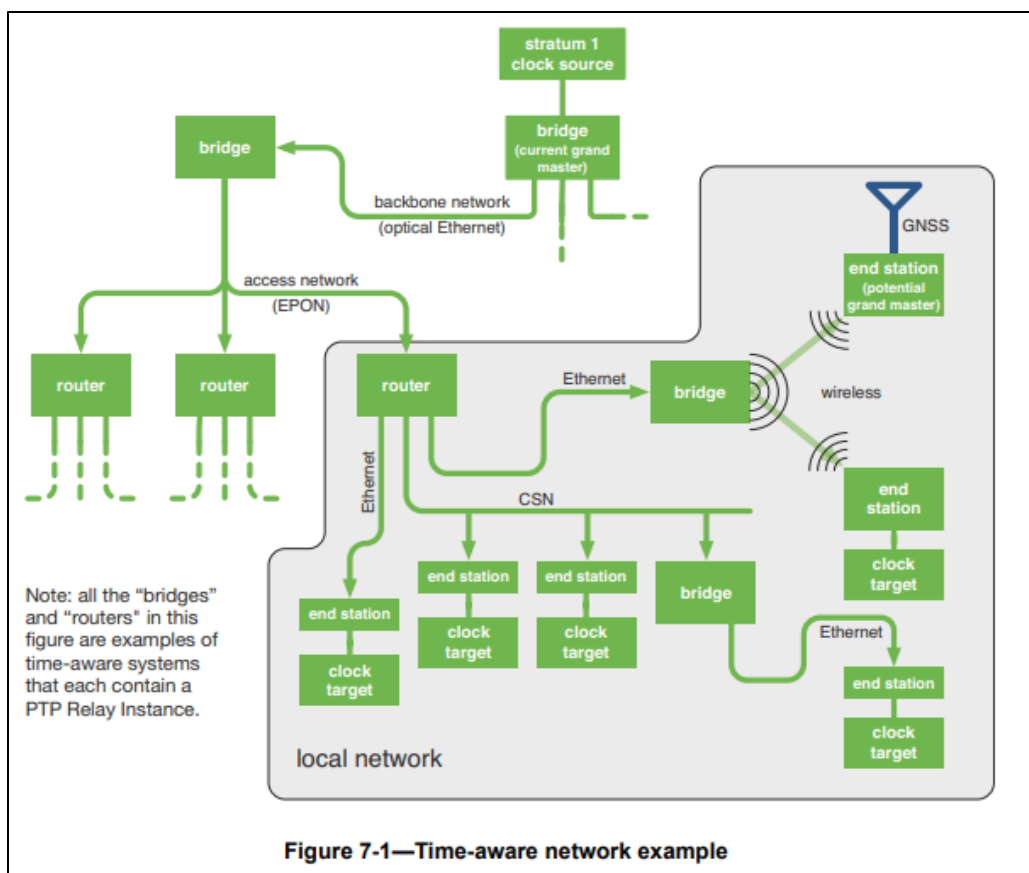 stratum 1
clock source
bridge
(current grand
master)
bridge
backbone network
(optical Ethernet)
GNSS
end station
(potential
grand master)
access network
(EPON)
router
router
router
Ethernet
bridge
wireless
Ethernet
CSN
end
station
clock
target
end station
clock
target
end station
clock
target
end station
clock
target
bridge
Ethernet
end station
clock
target
Note: all the “bridges”
and “routers" in this
figure are examples of
time-aware systems
that each contain a
PTP Relay Instance.
local network
Figure 7-1—Time-aware network example